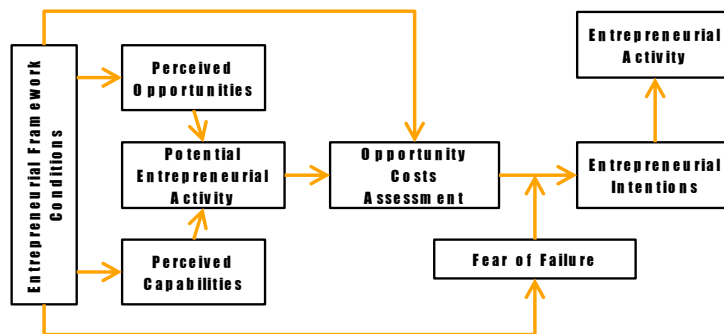 Entrepreneurial Framework
Conditions
Perceived
Opportunities
Potential
Entrepreneurial
Activity
Perceived
Capabilities
Opportunity
Costs
Assessment
Fear of Failure
Entrepreneurial
Activity
Entrepreneurial
Intentions